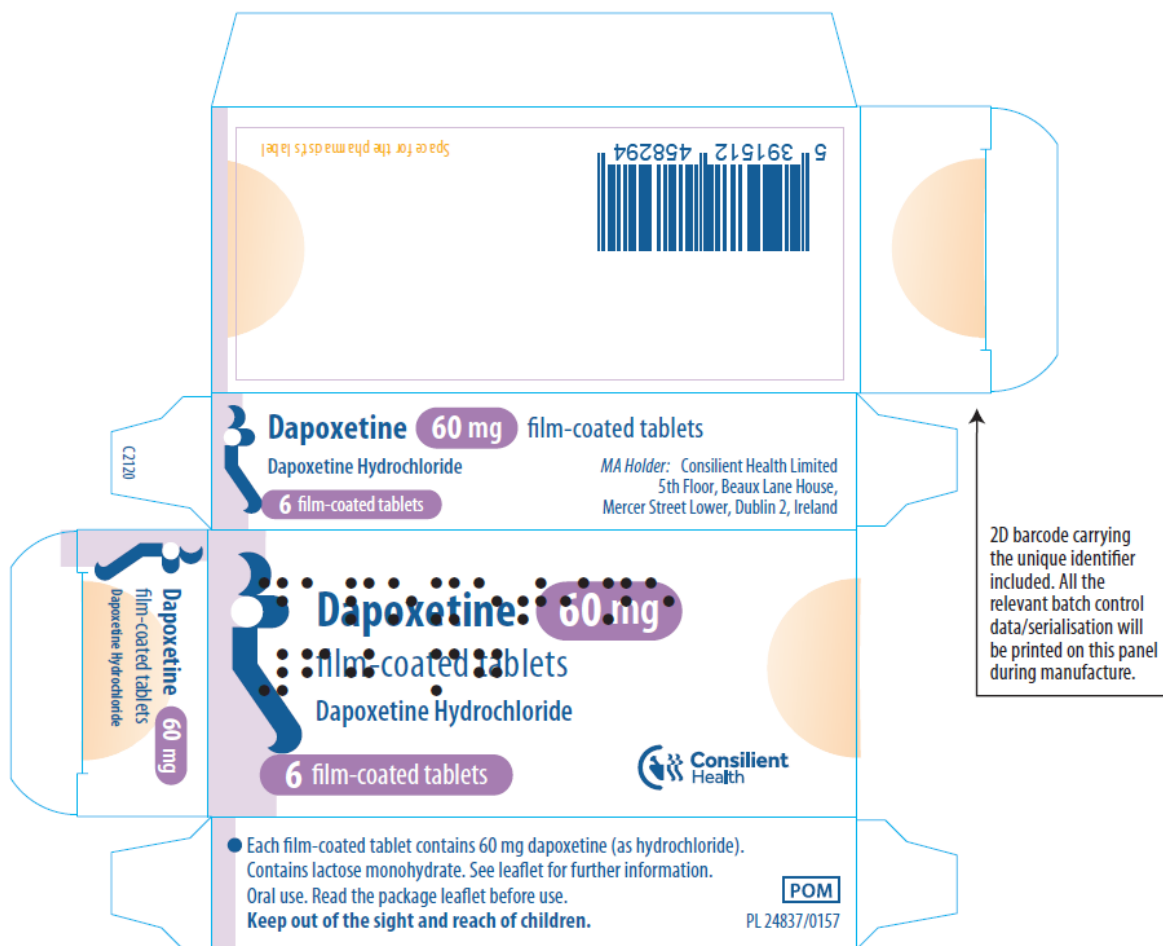 Space for the pharmacist's label
5 391512 458294
Dapoxetine 60 mg film-coated tablets
Dapoxetine Hydrochloride
6 film-coated tablets
MA Holder: Consilient Health Limited
5th Floor, Beaux Lane House,
Mercer Street Lower, Dublin 2, Ireland
C2120
2D barcode carrying
the unique identifier
included. All the
relevant batch control
data/serialisation will
be printed on this panel
during manufacture.
Dapoxetine 60 mg
film-coated tablets
Dapoxetine Hydrochloride
Dapoxetine 60 mg
film-coated tablets
Dapoxetine Hydrochloride
6 film-coated tablets
Consilient
Health
Each film-coated tablet contains 60 mg dapoxetine (as hydrochloride).
Contains lactose monohydrate. See leaflet for further information.
Oral use. Read the package leaflet before use.
Keep out of the sight and reach of children.
POM
PL 24837/0157